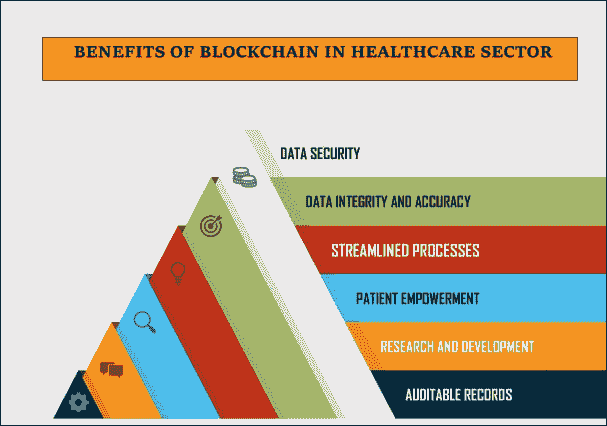 BENEFITS OF BLOCKCHAIN IN HEALTHCARE SECTOR
DATA SECURITY
DATA INTEGRITY AND ACCURACY
STREAMLINED PROCESSES
PATIENT EMPOWERMENT
RESEARCH AND DEVELOPMENT
AUDITABLE RECORDS